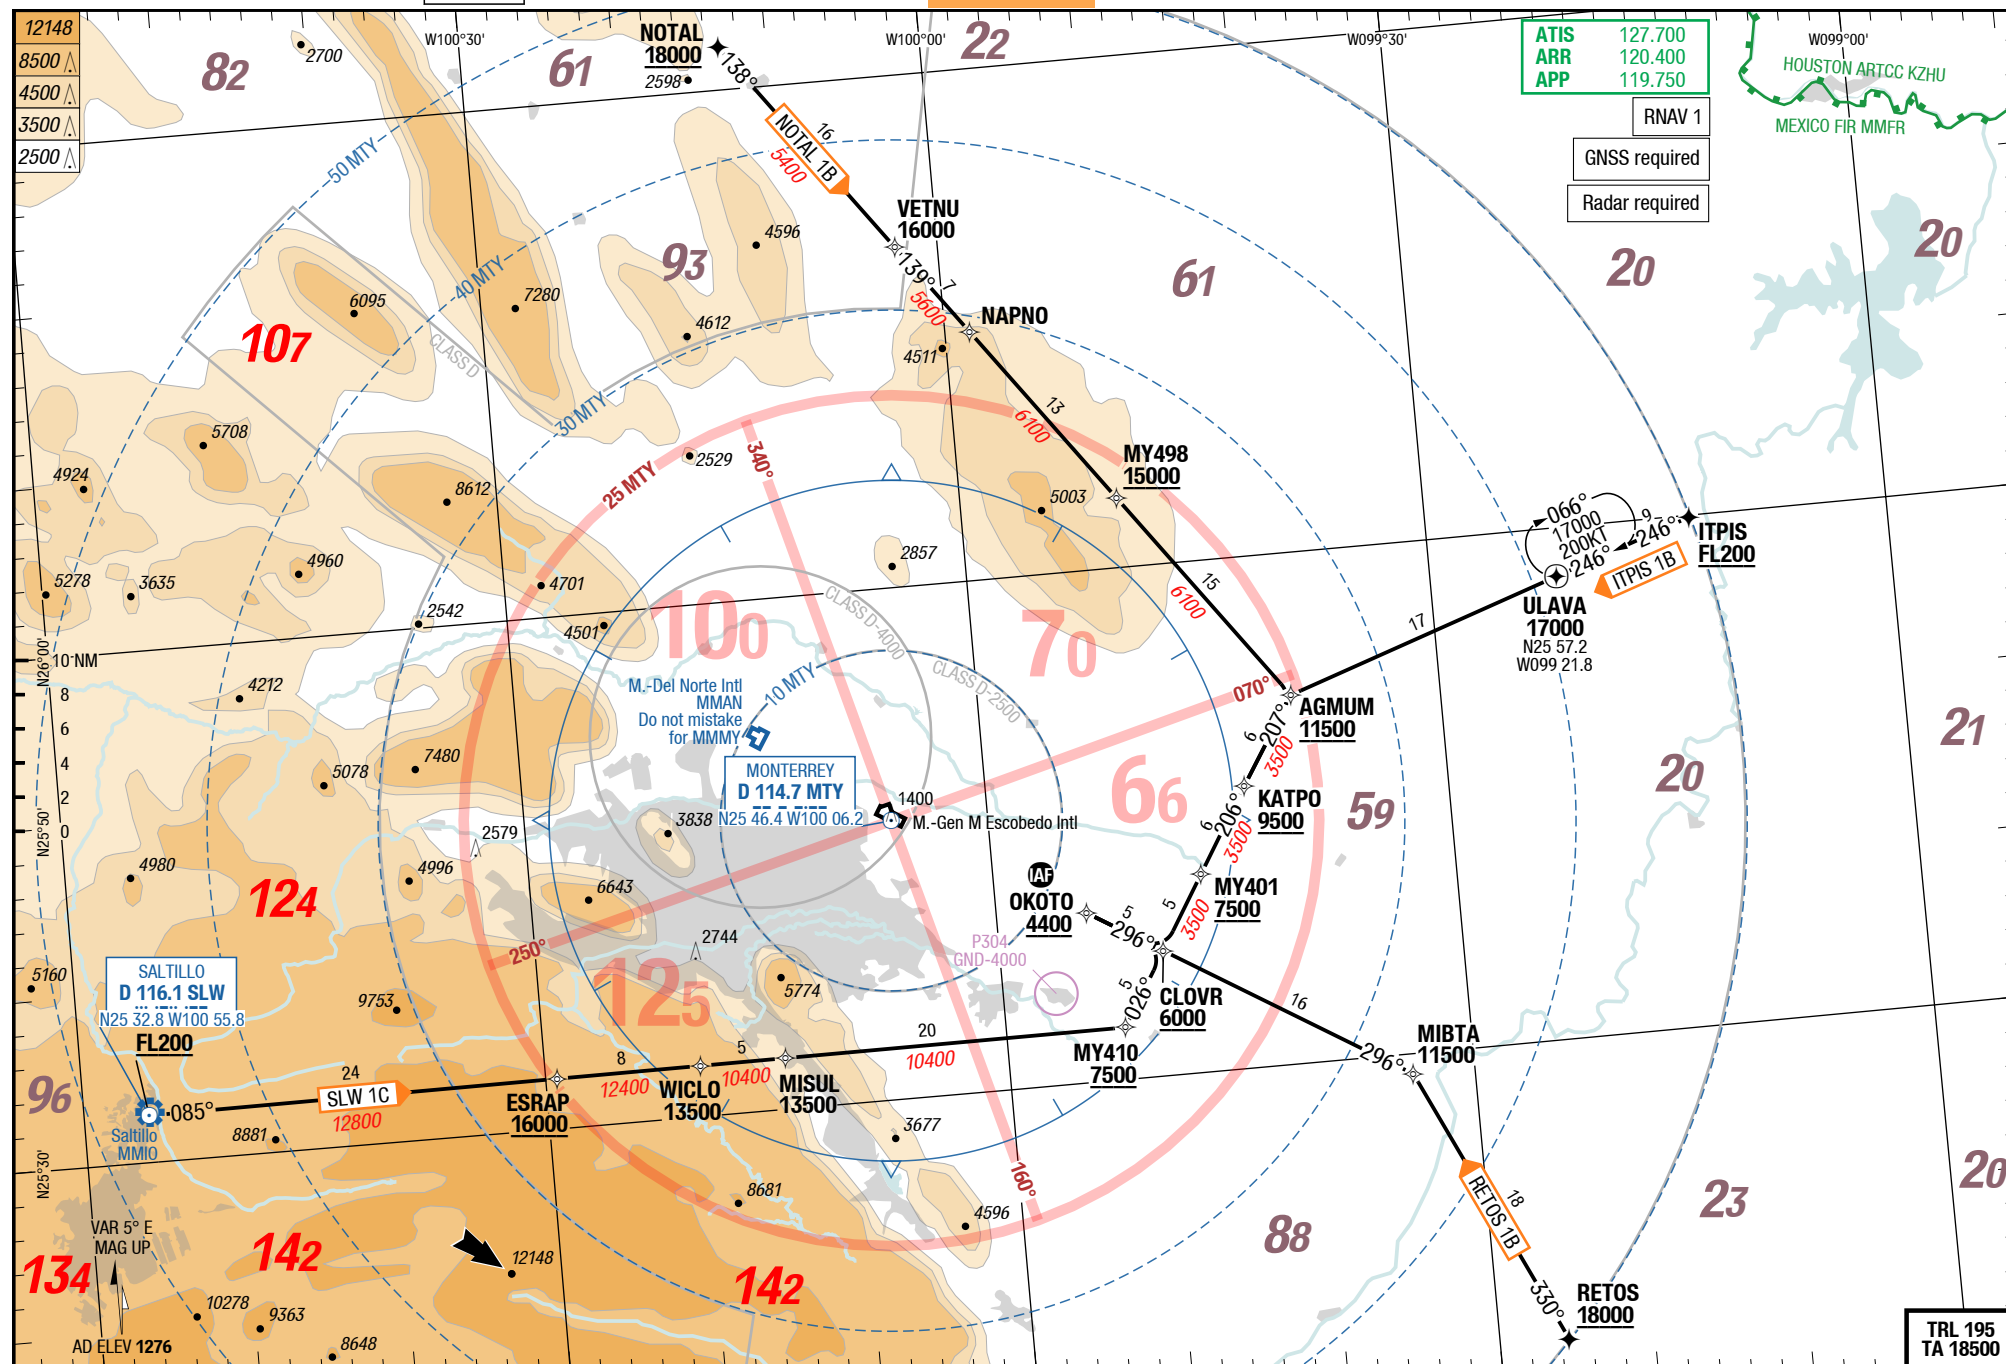 12148
8500
4500
3500
2500
82
2700
W100°30'
61
NOTAL
18000
2598
138°
16
NOTAL 1B
5400
W100°00'
22
W099°30'
ATIS 127.700
ARR 120.400
APP 119.750
RNAV 1
GNSS required
Radar required
W099°00'
HOUSTON ARTCC KZHU
MEXICO FIR MMFR
50 MTY
40 MTY
30 MTY
CLASS D
6095
107
7280
93
4596
4612
VETNU
16000
139°
7
5600
NAPNO
4511
61
20
20
13
6100
MY498
15000
5003
15
6100
5708
4924
8612
2529
25 MTY
340°
4960
5278
3635
2542
4701
4501
2857
100
70
CLASS D-4000
CLASS D-2500
10 MTY
066°
17000
200KT
246°
9
246°
ITPIS
FL200
ITPIS 1B
ULAVA
17000
N25 57.2
W099 21.8
17
N26°00'
10 NM
8
6
4
2
0
N25°50'
4212
7480
5078
M.-Del Norte Intl
MMAN
Do not mistake
for MMMY
MONTERREY
D 114.7 MTY
N25 46.4 W100 06.2
1400
M.-Gen M Escobedo Intl
070°
AGMUM
11500
207°
6
3500
KATPO
9500
206°
6
3500
MY401
7500
5
3500
66
59
20
21
2579
3838
4980
4996
124
6643
250°
2744
125
5774
IAF
OKOTO
4400
5
296°
P304
GND-4000
CLOVR
6000
026°
5
MY410
7500
16
296°
MIBTA
11500
5160
SALTILLO
D 116.1 SLW
N25 32.8 W100 55.8
FL200
9753
96
085°
24
SLW 1C
12800
Saltillo
MMIO
8881
ESRAP
16000
8
12400
WICLO
13500
5
10400
MISUL
13500
20
10400
3677
8681
160°
4596
N25°30'
VAR 5° E
MAG UP
134
142
12148
142
88
23
20
18
RETOS 1B
330°
RETOS
18000
10278
9363
8648
AD ELEV 1276
TRL 195
TA 18500